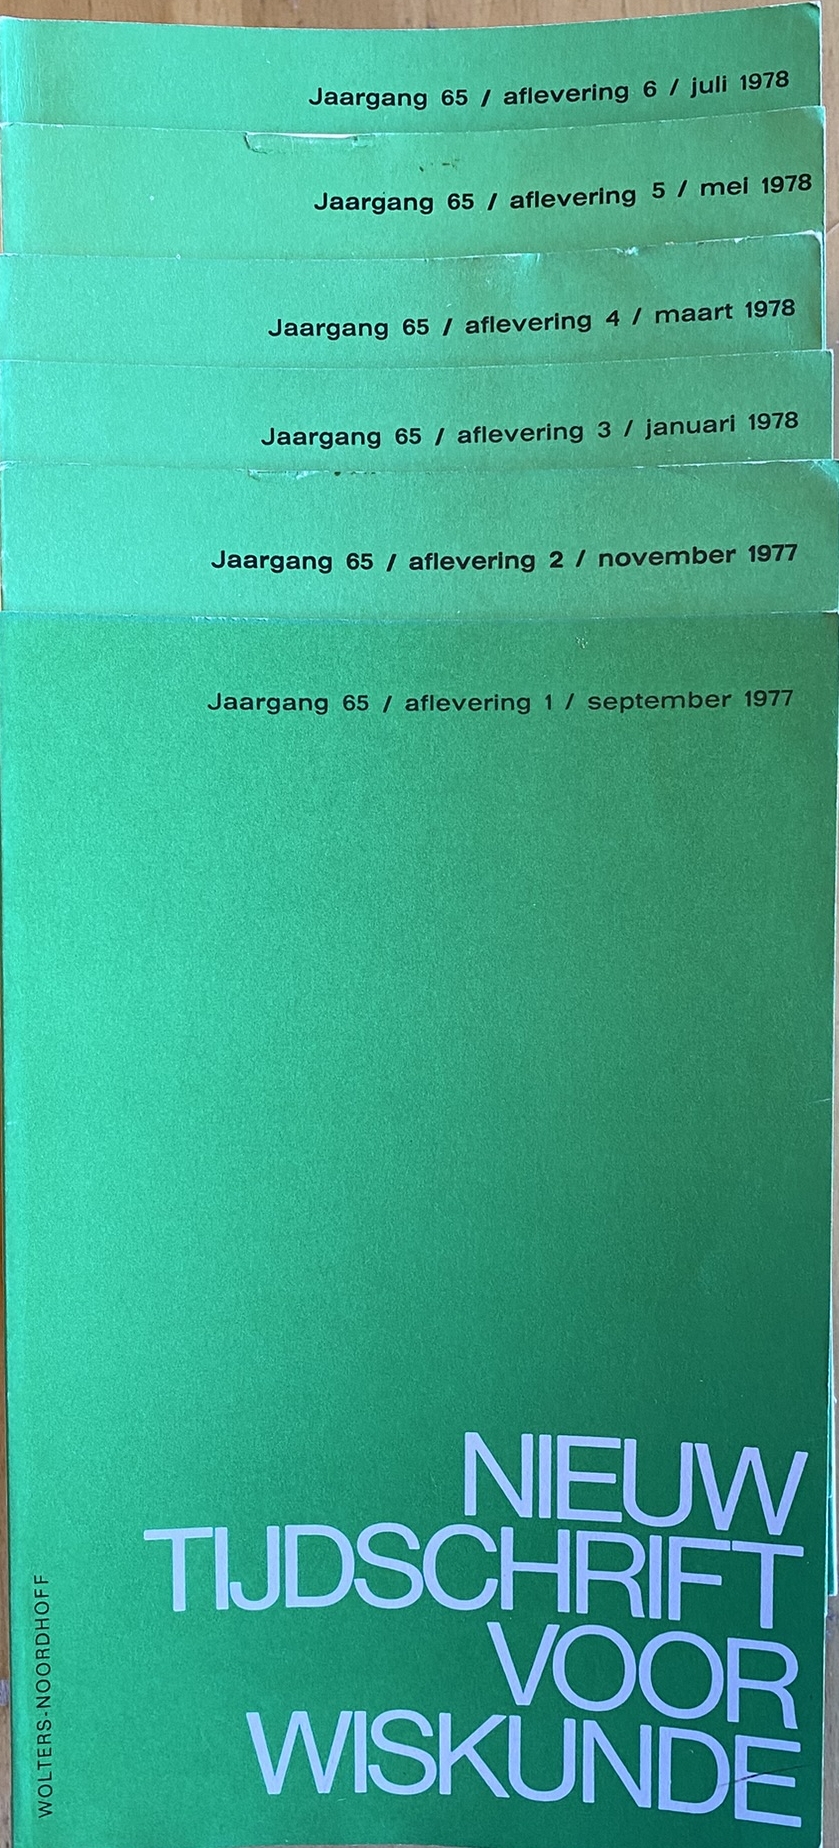 Jaargang 65 / aflevering 6 / juli 1978
Jaargang 65 / aflevering 5 / mei 1978
Jaargang 65 / aflevering 4 / maart 1978
Jaargang 65 / aflevering 3 / januari 1978
Jaargang 65 / aflevering 2 / november 1977
Jaargang 65 / aflevering 1 / september 1977
NIEUW
TIJDSCHRIFT
VOOR
WISKUNDE
WOLTERS-NOORDHOFF